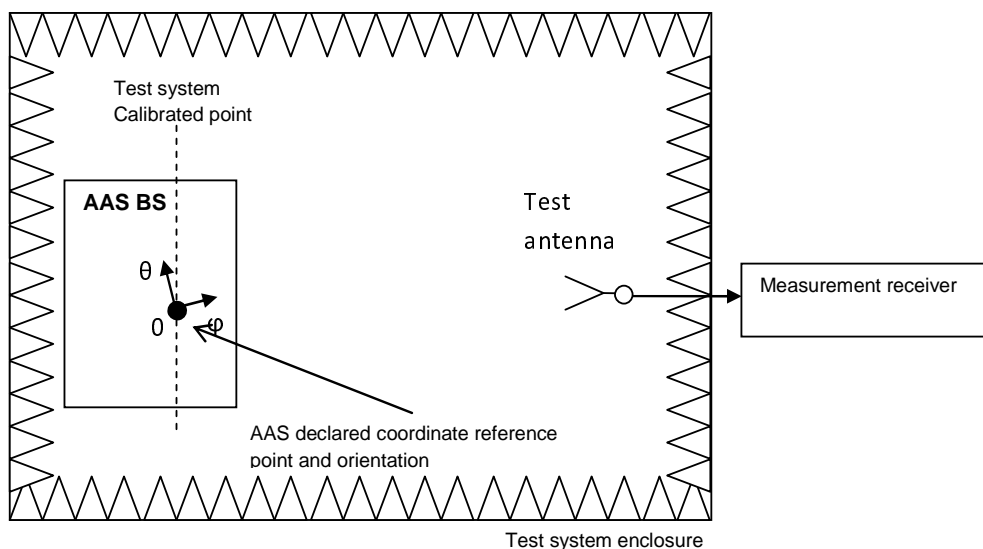 Test system
Calibrated point
AAS BS
Test
antenna
θ
0
φ
Measurement receiver
AAS declared coordinate reference
point and orientation
Test system enclosure